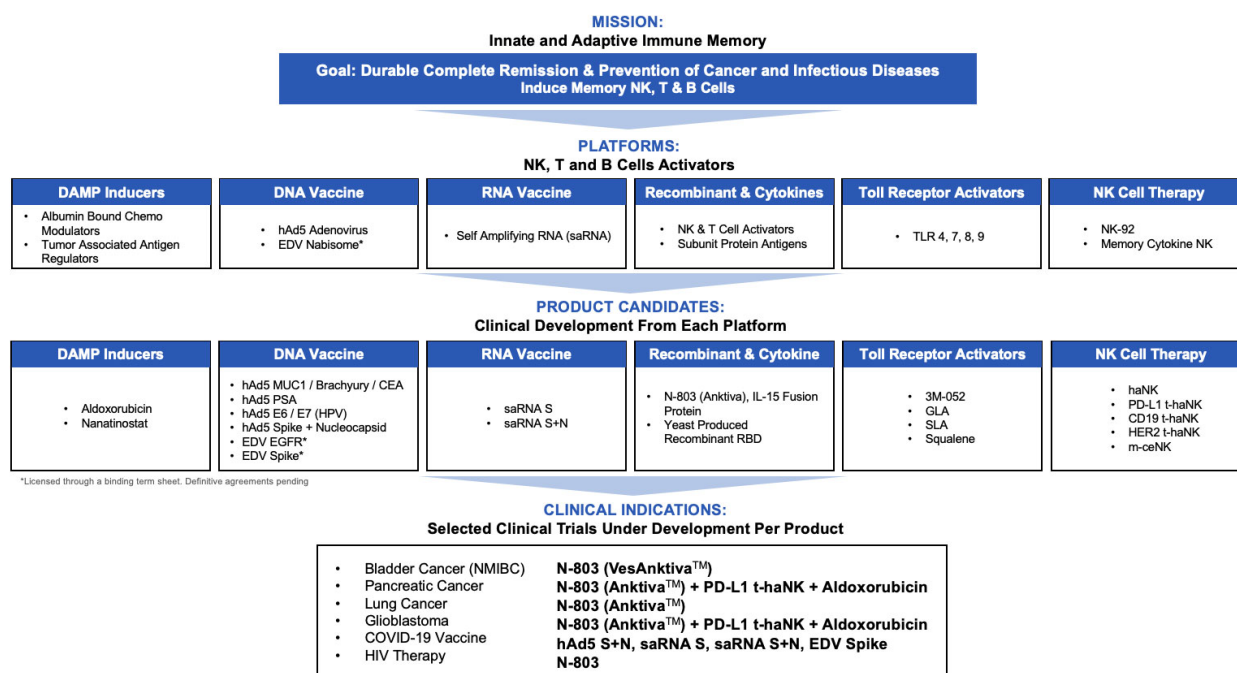 MISSION:
Innate and Adaptive Immune Memory
Goal: Durable Complete Remission & Prevention of Cancer and Infectious Diseases
Induce Memory NK, T & B Cells
PLATFORMS:
NK, T and B Cells Activators
DAMP Inducers
• Albumin Bound Chemo
Modulators
• Tumor Associated Antigen
Regulators
DNA Vaccine
• hAd5 Adenovirus
• EDV Nabisome*
RNA Vaccine
• Self Amplifying RNA (saRNA)
Recombinant & Cytokines
• NK & T Cell Activators
• Subunit Protein Antigens
Toll Receptor Activators
• TLR 4, 7, 8, 9
NK Cell Therapy
• NK-92
• Memory Cytokine NK
PRODUCT CANDIDATES:
Clinical Development From Each Platform
DAMP Inducers
• Aldoxorubicin
• Nanatinostat
DNA Vaccine
• hAd5 MUC1 / Brachyury / CEA
• hAd5 PSA
• hAd5 E6 / E7 (HPV)
• hAd5 Spike + Nucleocapsid
• EDV EGFR*
• EDV Spike*
RNA Vaccine
• saRNA S
• saRNA S+N
Recombinant & Cytokine
• N-803 (Anktiva), IL-15 Fusion
Protein
• Yeast Produced
Recombinant RBD
Toll Receptor Activators
• 3M-052
• GLA
• SLA
• Squalene
NK Cell Therapy
• haNK
• PD-L1 t-haNK
• CD19 t-haNK
• HER2 t-haNK
• m-ceNK
*Licensed through a binding term sheet. Definitive agreements pending
CLINICAL INDICATIONS:
Selected Clinical Trials Under Development Per Product
• Bladder Cancer (NMIBC) N-803 (VesAnktiva™)
• Pancreatic Cancer N-803 (Anktiva™) + PD-L1 t-haNK + Aldoxorubicin
• Lung Cancer N-803 (Anktiva™)
• Glioblastoma N-803 (Anktiva™) + PD-L1 t-haNK + Aldoxorubicin
• COVID-19 Vaccine hAd5 S+N, saRNA S, saRNA S+N, EDV Spike
• HIV Therapy N-803